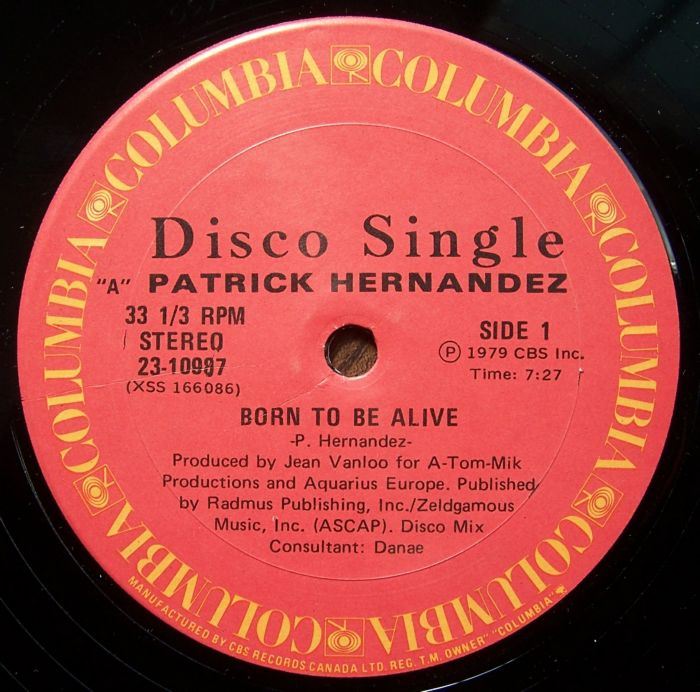 COLUMBIA COLUMBIA COLUMBIA COLUMBIA COLUMBIA COLUMBIA COLUMBIA COLUMBIA
Disco Single
"A" PATRICK HERNANDEZ
33 1/3 RPM
STEREO
23-10987
(XSS 166086)
SIDE 1
Ⓟ 1979 CBS Inc.
Time: 7:27
BORN TO BE ALIVE
-P. Hernandez-
Produced by Jean Vanloo for A-Tom-Mik
Productions and Aquarius Europe. Published
by Radmus Publishing, Inc./Zeldgamous
Music, Inc. (ASCAP). Disco Mix
Consultant: Danae
MANUFACTURED BY CBS RECORDS CANADA LTD. REG. T.M. OWNER" "COLUMBIA"